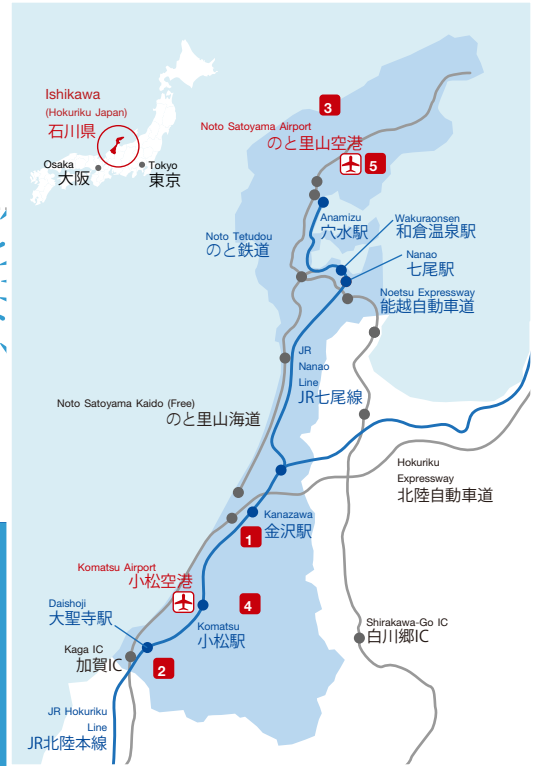 Ishikawa
(Hokuriku Japan)
石川県
Osaka
大阪
Tokyo
東京
3
Noto Satoyama Airport
のと里山空港
5
Anamizu
穴水駅
Wakuraonsen
和倉温泉駅
Noto Tetudou
のと鉄道
Nanao
七尾駅
Noetsu Expressway
能越自動車道
JR
Nanao
Line
JR七尾線
Noto Satoyama Kaido (Free)
のと里山海道
Hokuriku
Expressway
北陸自動車道
Kanazawa
金沢駅
1
Komatsu Airport
小松空港
4
Daishoji
大聖寺駅
Komatsu
小松駅
Shirakawa-Go IC
白川郷IC
Kaga IC
加賀IC
2
JR Hokuriku
Line
JR北陸本線